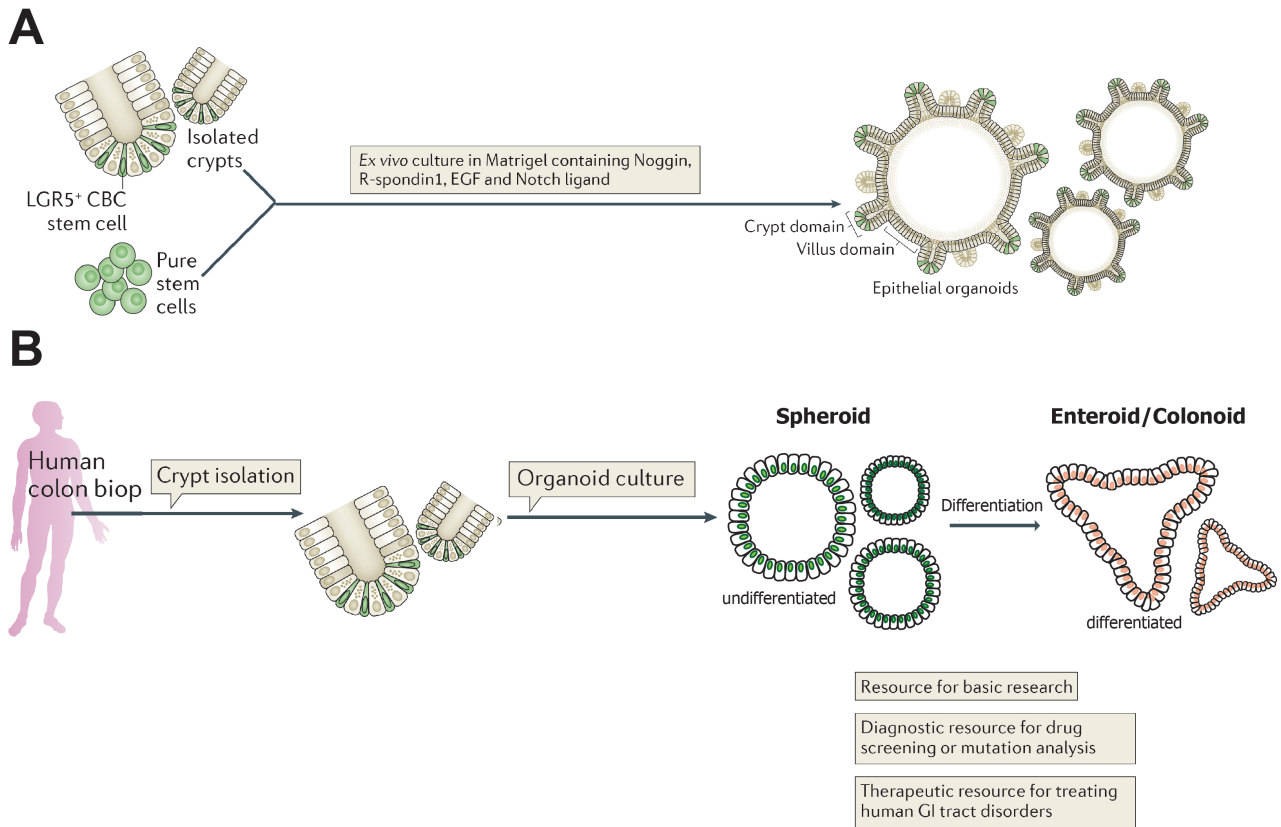 A
Isolated
crypts
LGR5⁺ CBC
stem cell
Pure
stem
cells
Ex vivo culture in Matrigel containing Noggin,
R-spondin1, EGF and Notch ligand
Crypt domain
Villus domain
Epithelial organoids
B
Human
colon biop
Crypt isolation
Organoid culture
Spheroid
undifferentiated
Differentiation
Enteroid/Colonoid
differentiated
Resource for basic research
Diagnostic resource for drug
screening or mutation analysis
Therapeutic resource for treating
human GI tract disorders